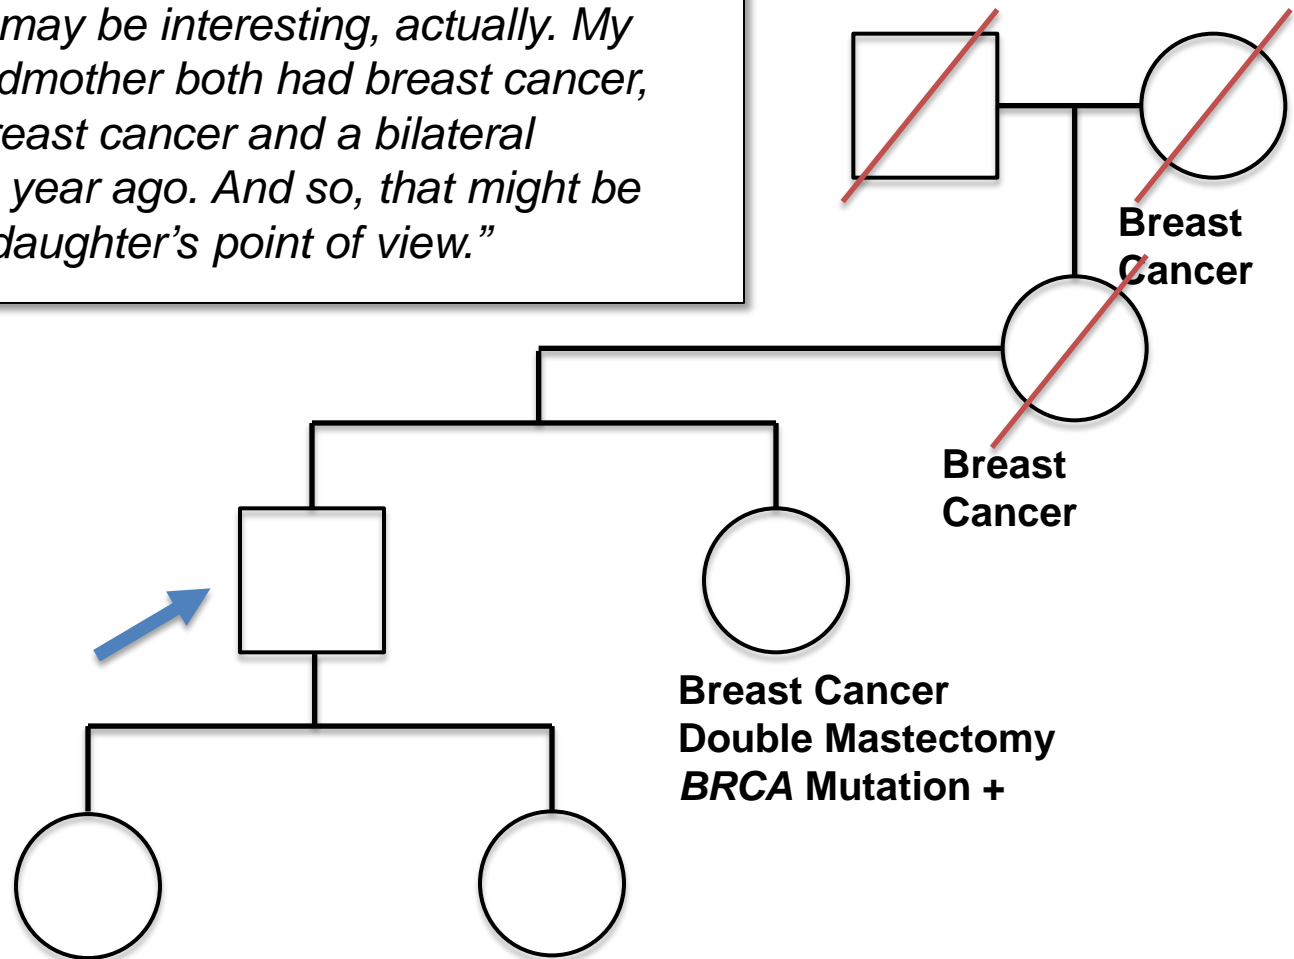 may be interesting, actually. My
dmother both had breast cancer,
reast cancer and a bilateral
year ago. And so, that might be
daughter’s point of view.”
Breast
Cancer
Breast
Cancer
Breast Cancer
Double Mastectomy
BRCA Mutation +